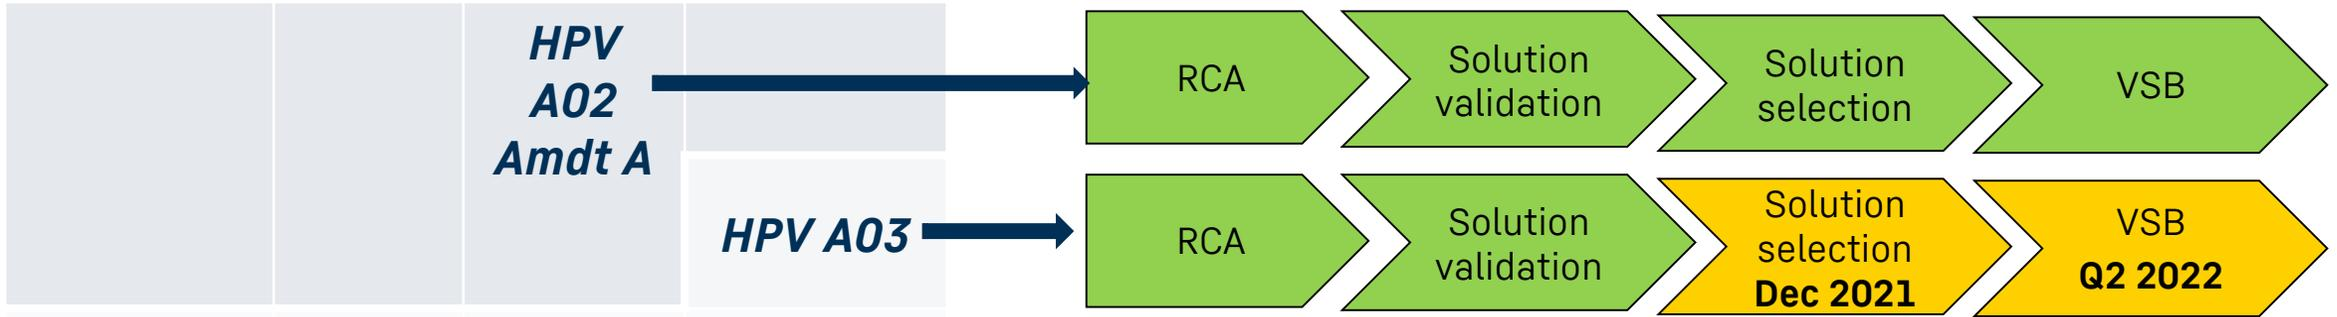 HPV
A02
Amdt A
RCA
Solution
validation
Solution
selection
VSB
HPV A03
RCA
Solution
validation
Solution
selection
Dec 2021
VSB
Q2 2022